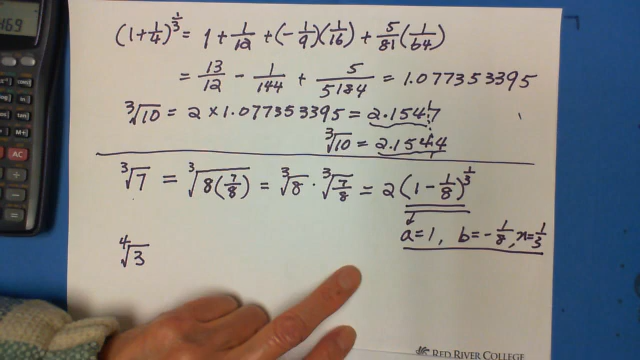 169
(1+1/4)^1/3 = 1 + 1/12 + (-1/9)(1/16) + 5/81(1/64)
= 13/12 - 1/144 + 5/5184 = 1.077353395
∛10 = 2 × 1.077353395 = 2.1547
∛10 = 2.1544
∛7 = ∛8(7/8) = ∛8 · ∛7/8 = 2(1 - 1/8)^1/3
a=1, b=-1/8, n=1/3
∜3
RED RIVER COLLEGE